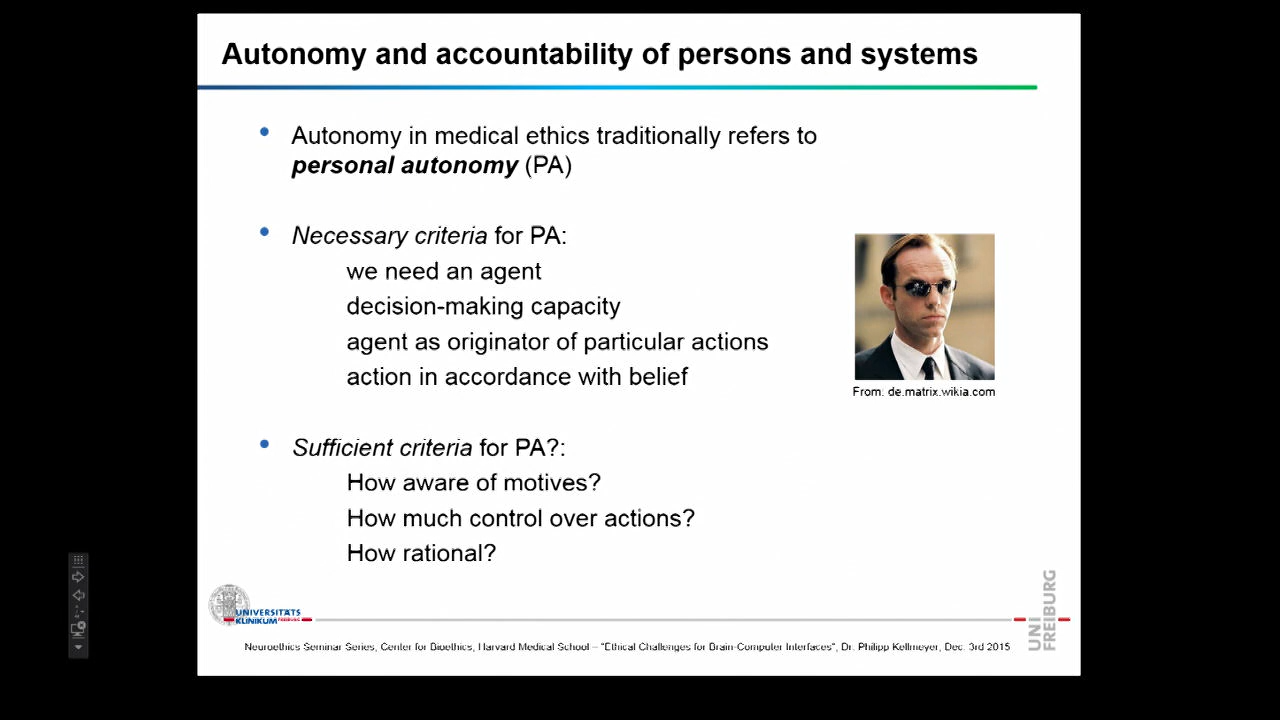 Autonomy and accountability of persons and systems
Autonomy in medical ethics traditionally refers to
personal autonomy (PA)
Necessary criteria for PA:
we need an agent
decision-making capacity
agent as originator of particular actions
action in accordance with belief
From: de.matrix.wikia.com
Sufficient criteria for PA?:
How aware of motives?
How much control over actions?
How rational?
UNIVERSITÄTS
KLINIKUM FREIBURG
UNI
FREIBURG
Neuroethics Seminar Series, Center for Bioethics, Harvard Medical School – "Ethical Challenges for Brain-Computer Interfaces", Dr. Philipp Kellmeyer, Dec. 3rd 2015